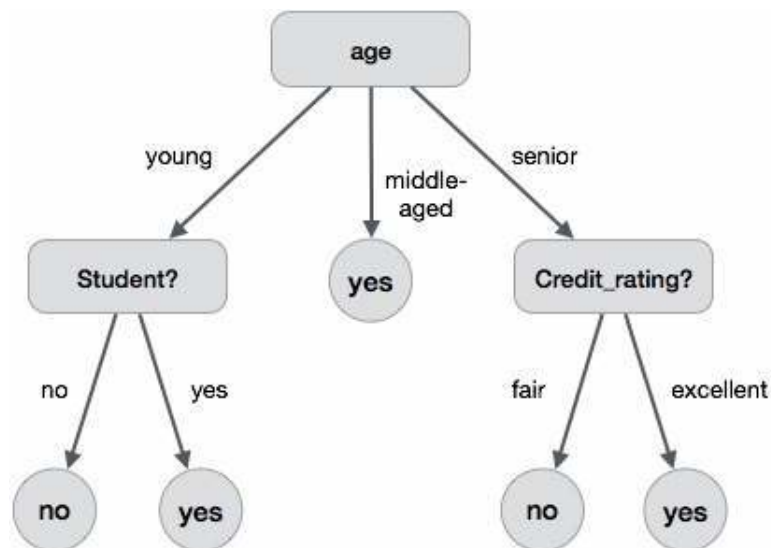 age
young
senior
middle-
aged
Student?
yes
Credit_rating?
no
yes
fair
excellent
no
yes
no
yes